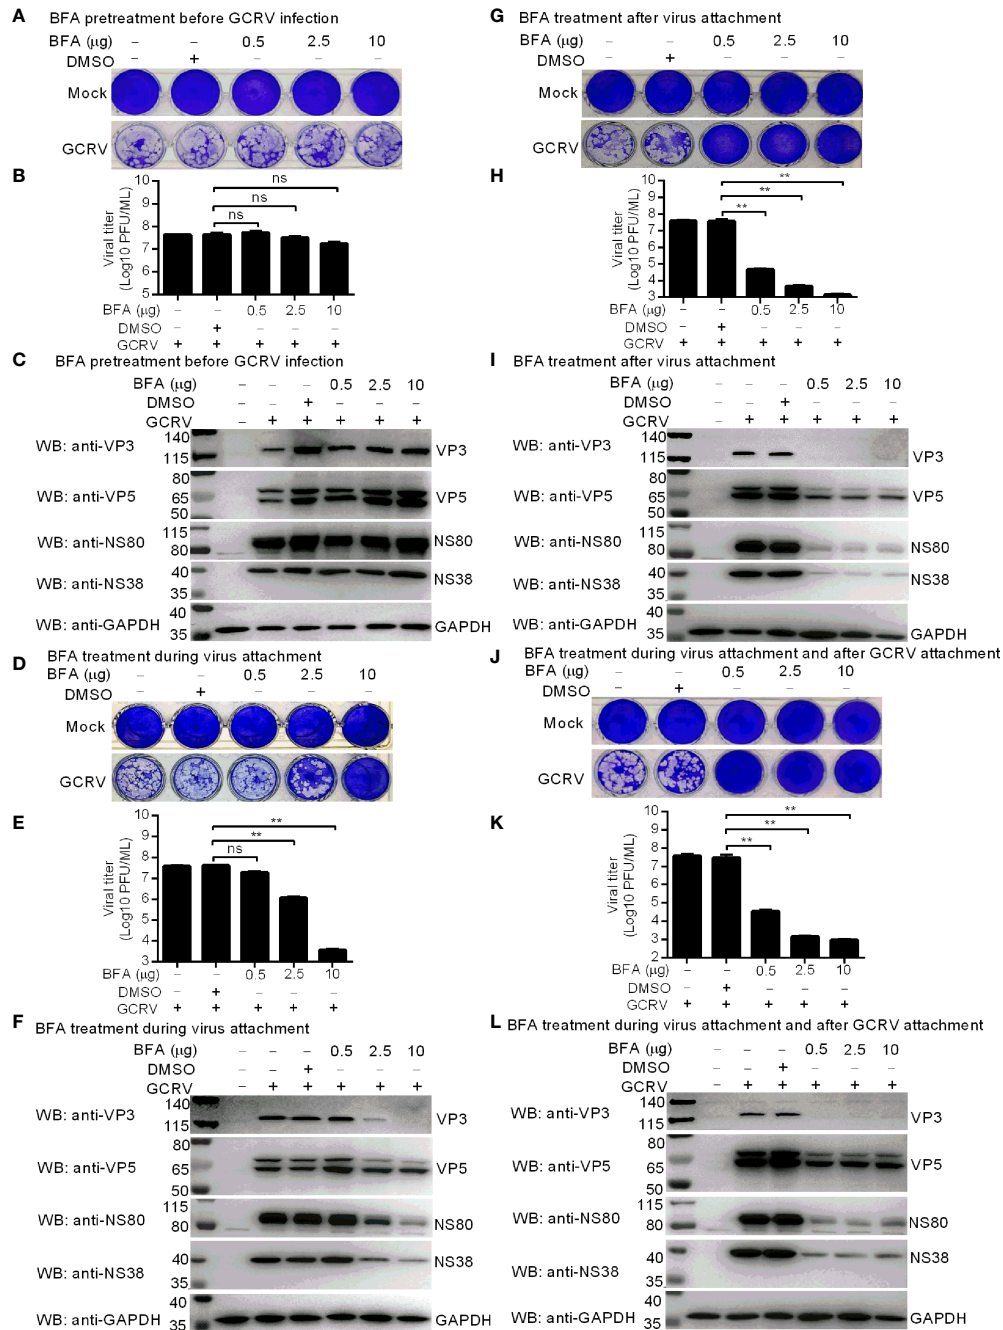 A BFA pretreatment before GCRV infection
BFA (μg) – – 0.5 2.5 10
DMSO – + – – –
Mock
GCRV
B
ns
ns
ns
Viral titer
(Log10 PFU/ML)
10
9
8
7
6
5
BFA (μg) – – 0.5 2.5 10
DMSO – + – – –
GCRV + + + + +
C BFA pretreatment before GCRV infection
BFA (μg) – – – 0.5 2.5 10
DMSO – – + – – –
GCRV – + + + + +
140
WB: anti-VP3 VP3
115
80
WB: anti-VP5 65 VP5
50
115
WB: anti-NS80 NS80
80
40 NS38
WB: anti-NS38
35
40
WB: anti-GAPDH GAPDH
35
D BFA treatment during virus attachment
BFA (μg) – – 0.5 2.5 10
DMSO – + – – –
Mock
GCRV
E
**
**
ns
Viral titer
(Log10 PFU/ML)
10
9
8
7
6
5
4
3
BFA (μg) – – 0.5 2.5 10
DMSO – + – – –
GCRV + + + + +
F BFA treatment during virus attachment
BFA (μg) – – – 0.5 2.5 10
DMSO – – + – – –
GCRV – + + + + +
140
WB: anti-VP3 VP3
115
80
WB: anti-VP5 65 VP5
50
115
WB: anti-NS80 NS80
80
40 NS38
WB: anti-NS38
35
40
WB: anti-GAPDH GAPDH
35
G BFA treatment after virus attachment
BFA (μg) – – 0.5 2.5 10
DMSO – + – – –
Mock
GCRV
H
**
**
**
Viral titer
(Log10 PFU/ML)
10
9
8
7
6
5
4
3
BFA (μg) – – 0.5 2.5 10
DMSO – + – – –
GCRV + + + + +
I BFA treatment after virus attachment
BFA (μg) – – – 0.5 2.5 10
DMSO – – + – – –
GCRV – + + + + +
140
WB: anti-VP3
115 VP3
80
WB: anti-VP5 65 VP5
50
115
WB: anti-NS80 NS80
80
40 NS38
WB: anti-NS38
35
40
WB: anti-GAPDH GAPDH
35
J BFA treatment during virus attachment and after GCRV attachment
BFA (μg) – – 0.5 2.5 10
DMSO – + – – –
Mock
GCRV
K
**
**
**
Viral titer
(Log10 PFU/ML)
10
9
8
7
6
5
4
3
2
BFA (μg) – – 0.5 2.5 10
DMSO – + – – –
GCRV + + + + +
L BFA treatment during virus attachment and after GCRV attachment
BFA (μg) – – – 0.5 2.5 10
DMSO – – + – – –
GCRV – + + + + +
140
WB: anti-VP3 VP3
115
80
WB: anti-VP5 65 VP5
50
115
WB: anti-NS80 NS80
80
40 NS38
WB: anti-NS38
35
40
WB: anti-GAPDH GAPDH
35